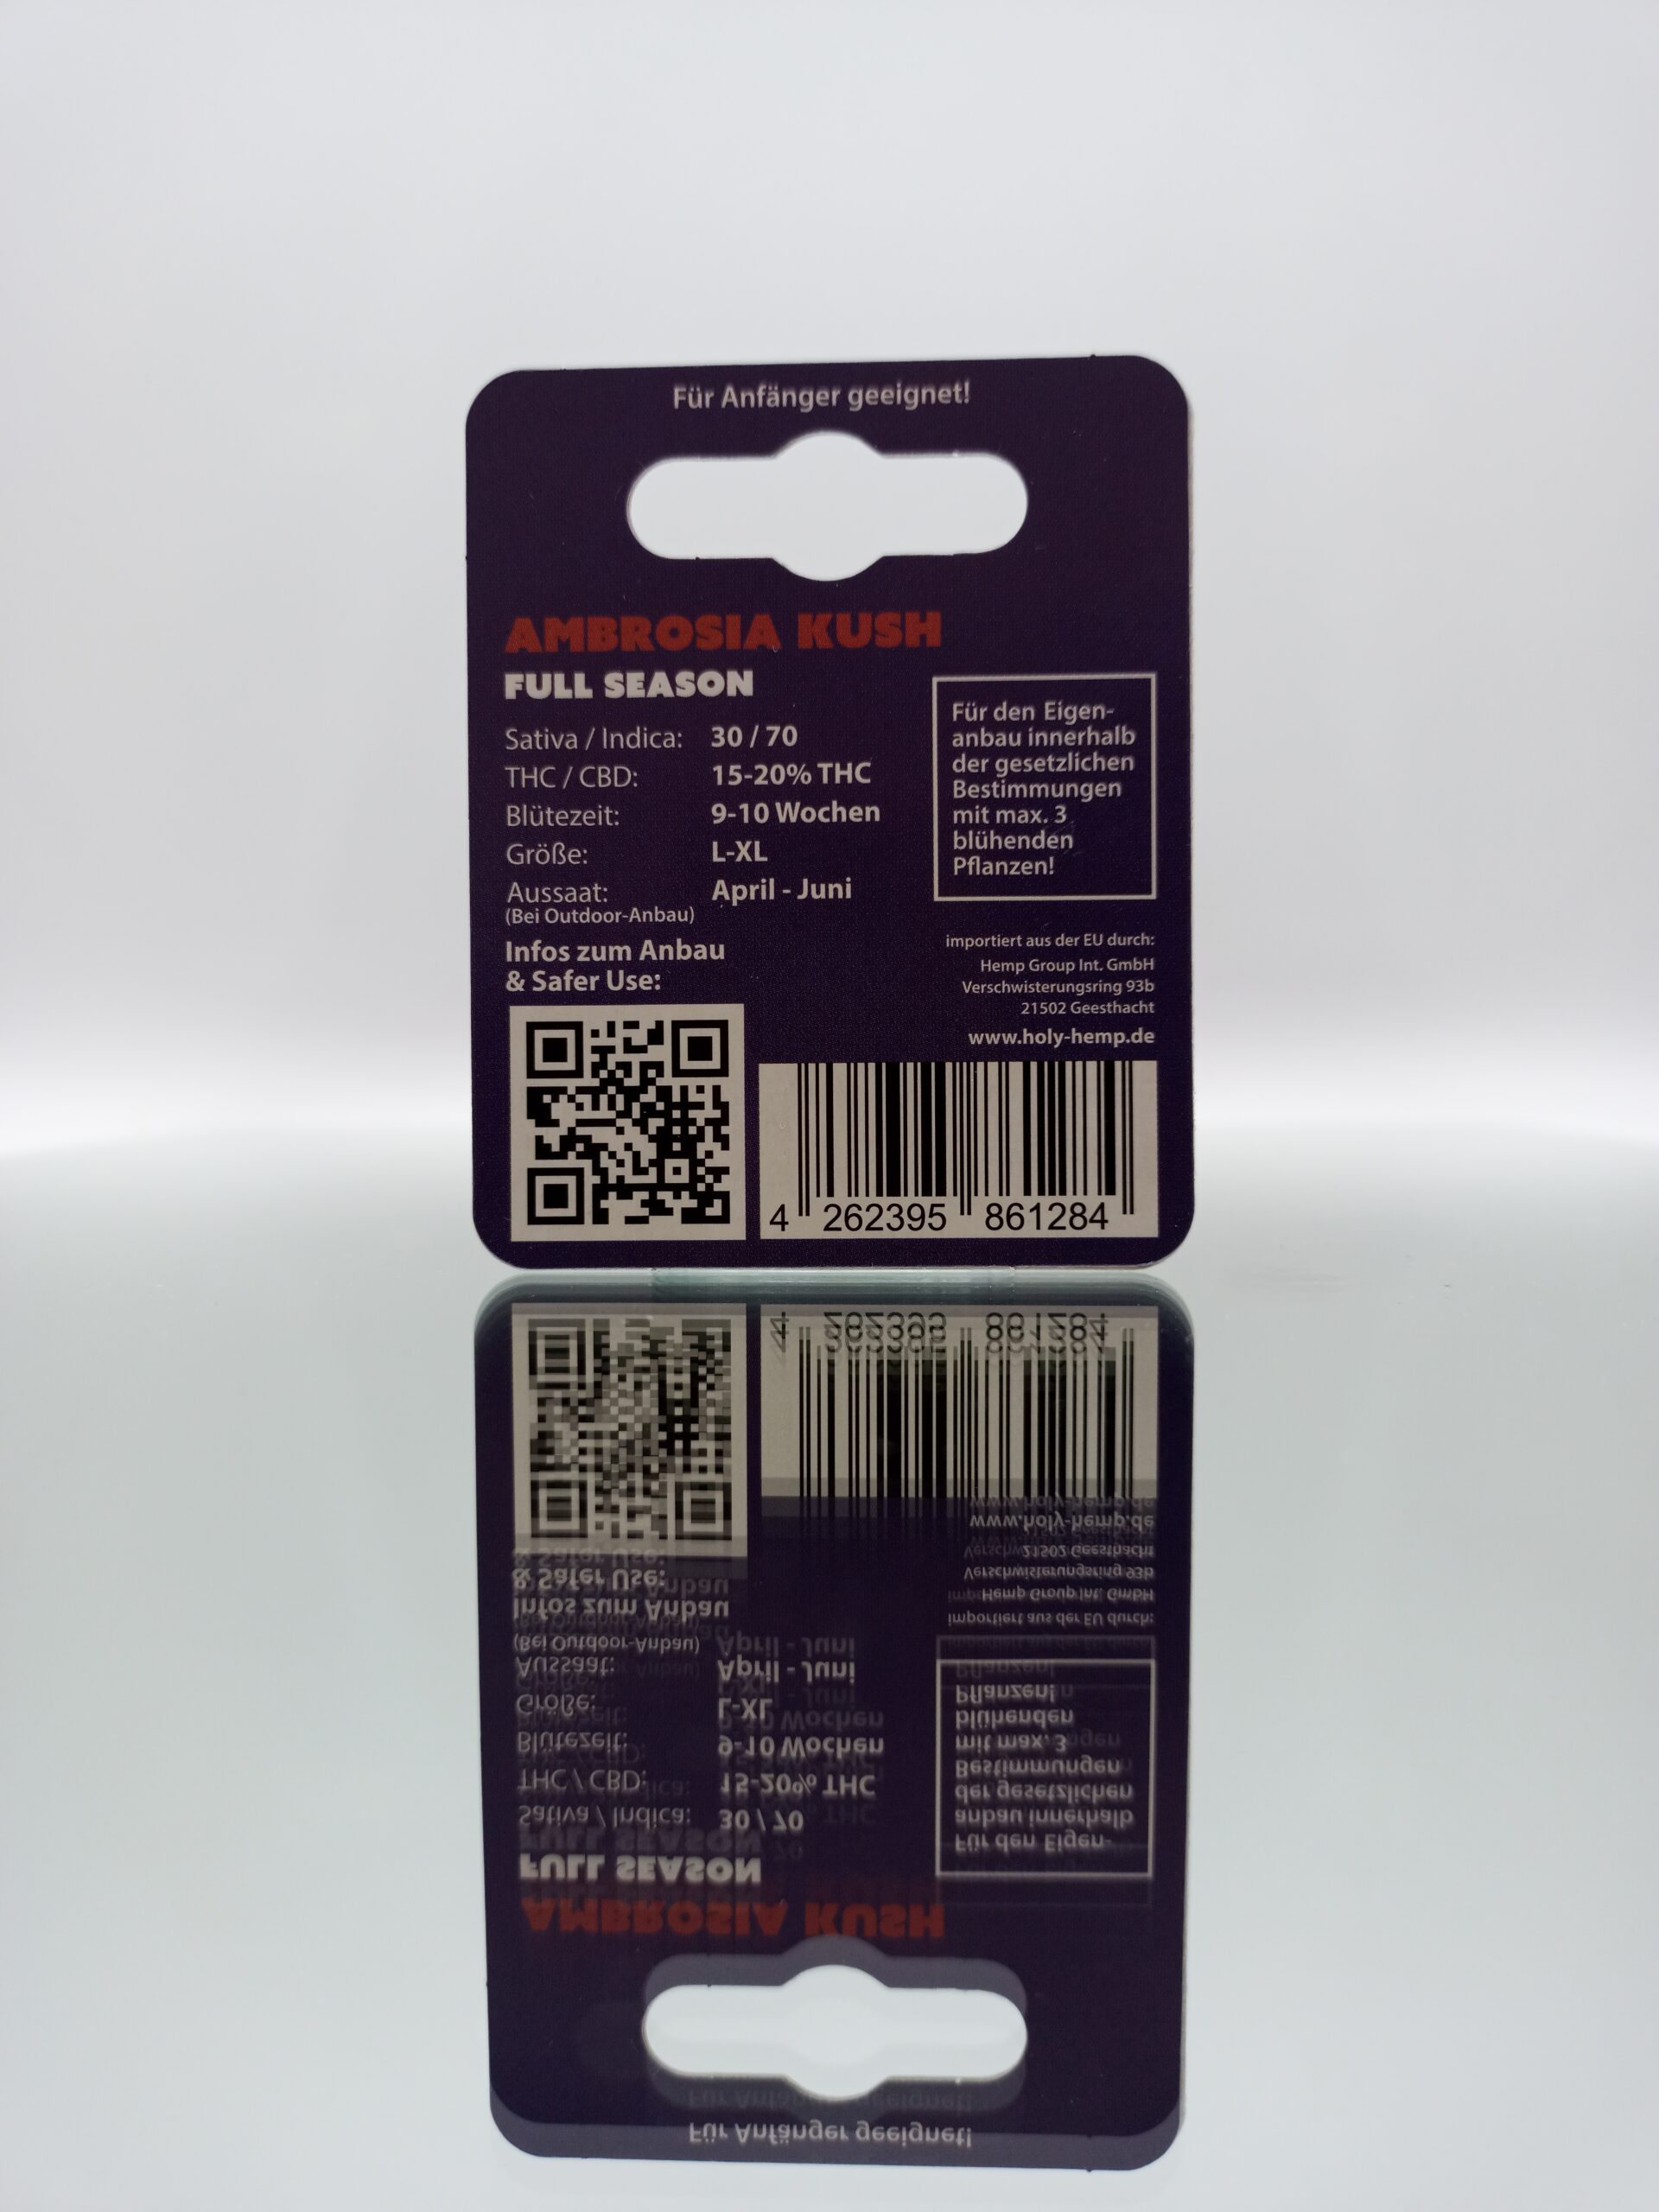 Für Anfänger geeignet!
AMBROSIA KUSH
FULL SEASON
Sativa / Indica: 30 / 70
THC / CBD: 15-20% THC
Blütezeit: 9-10 Wochen
Größe: L-XL
Aussaat: April - Juni
(Bei Outdoor-Anbau)
Für den Eigen-
anbau innerhalb
der gesetzlichen
Bestimmungen
mit max. 3
blühenden
Pflanzen!
Infos zum Anbau
& Safer Use:
importiert aus der EU durch:
Hemp Group Int. GmbH
Verschwisterungsring 93b
21502 Geesthacht
www.holy-hemp.de
4 262395 861284